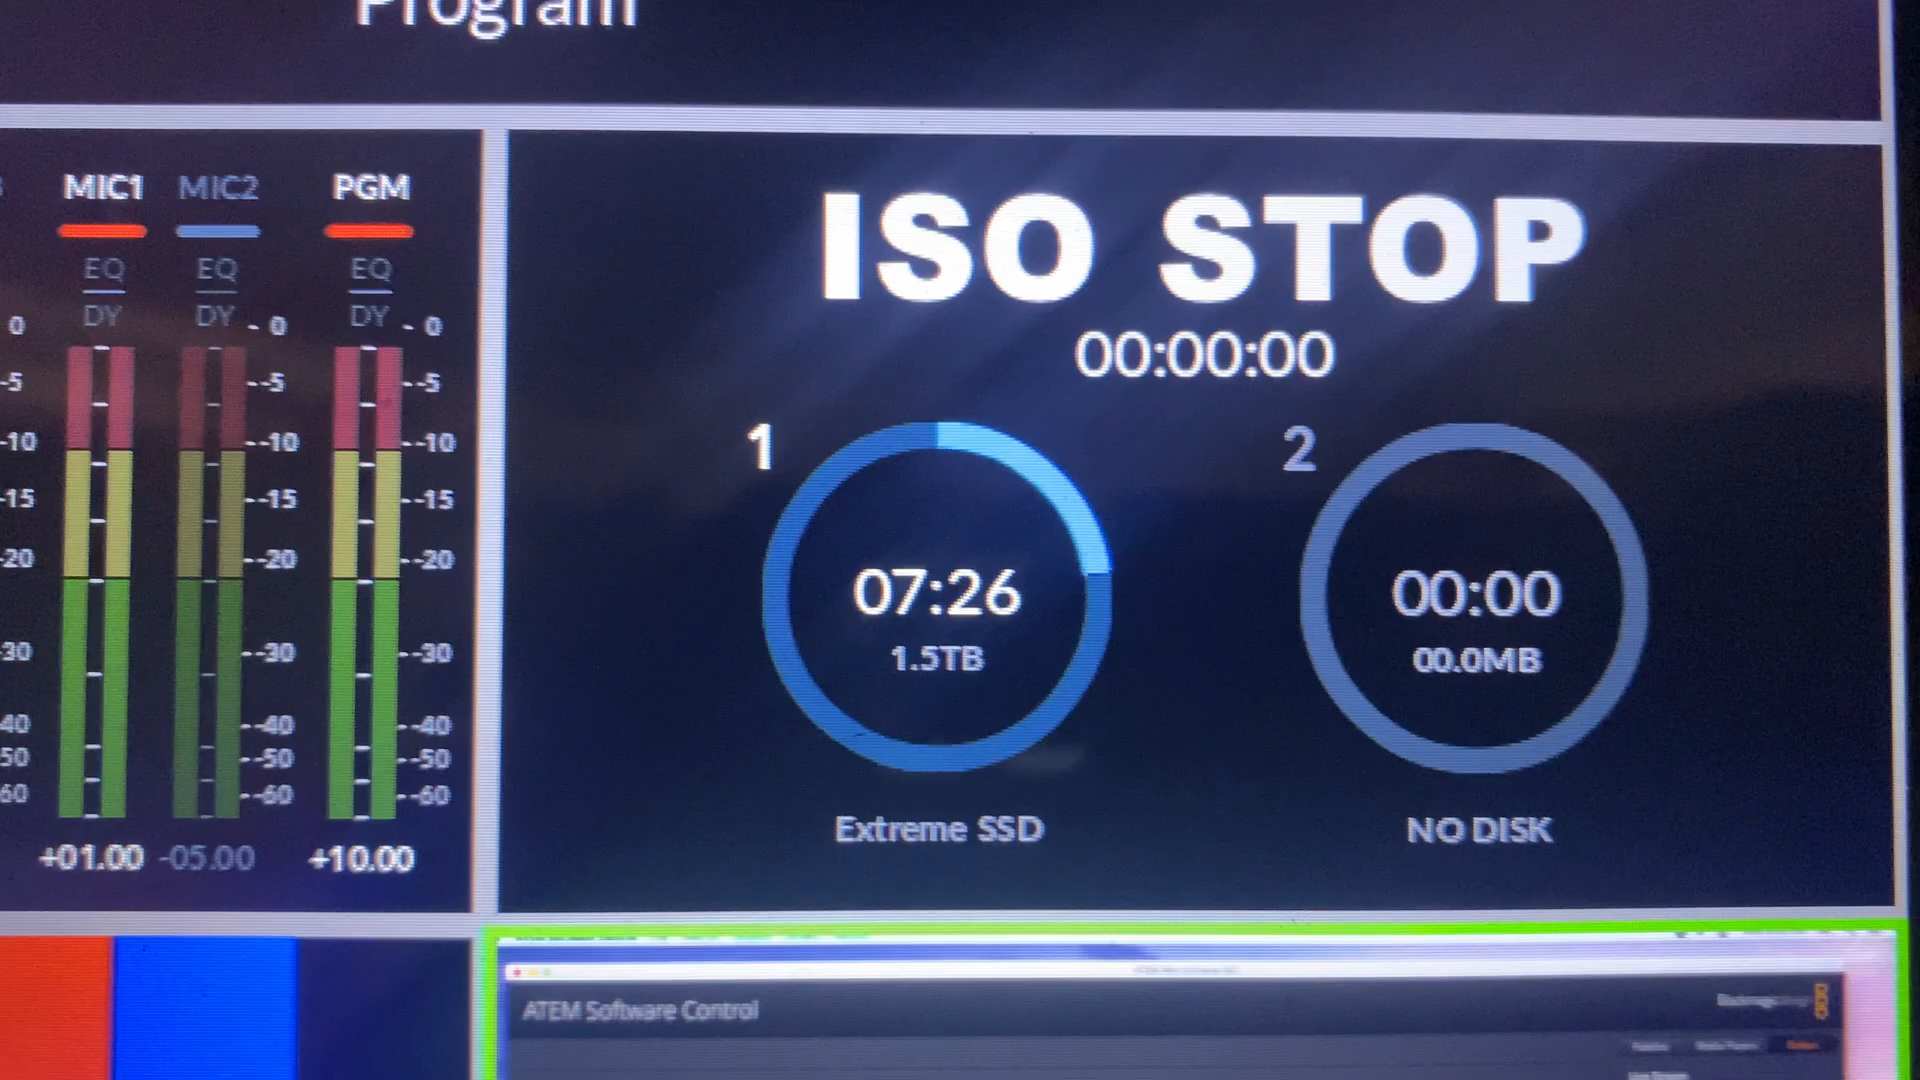 Program
MIC1 MIC2 PGM
EQ EQ EQ
DY DY DY
0 - 0 - 0
-5 --5 --5
-10 --10 --10
-15 --15 --15
-20 --20 --20
-30 --30 --30
-40 --40 --40
-50 --50 --50
-60 --60 --60
+01.00 -05.00 +10.00
ISO STOP
00:00:00
1
07:26
1.5TB
Extreme SSD
2
00:00
00.0MB
NO DISK
ATEM Software Control